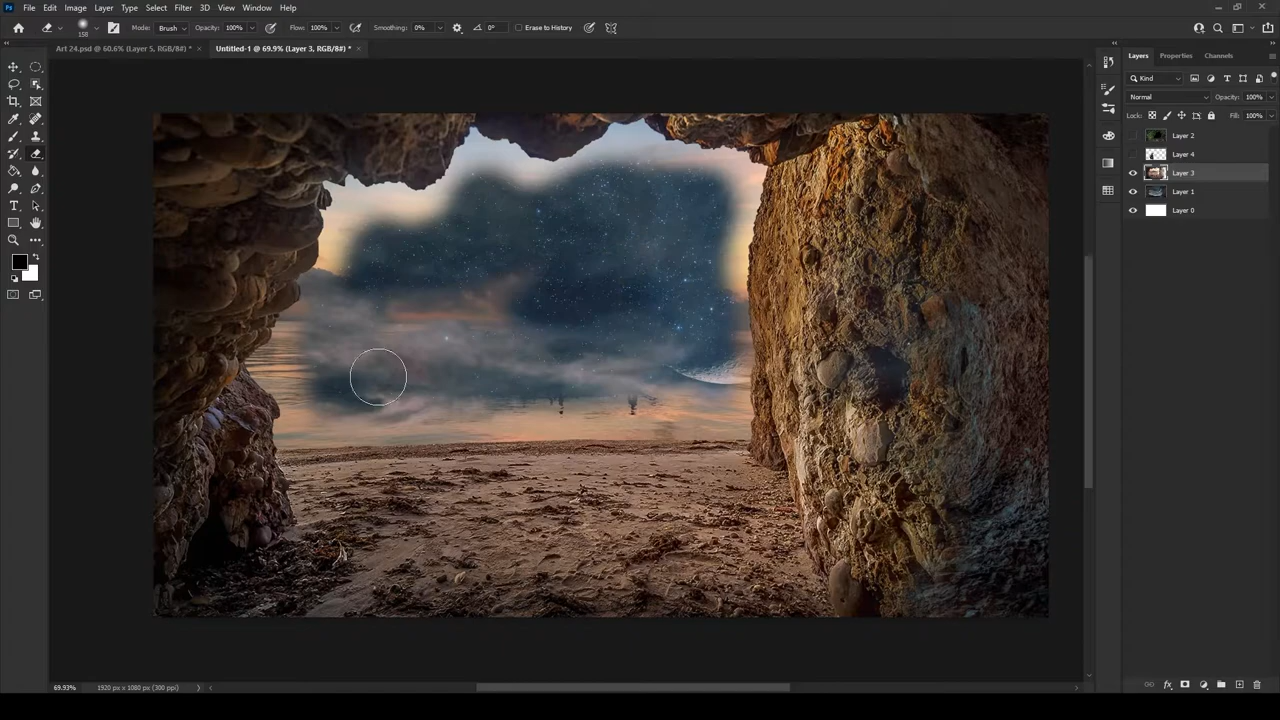 Ps File Edit Image Layer Type Select Filter 3D View Window Help
158 Mode: Brush Opacity: 100% Flow: 100% Smoothing: 0% 0° Erase to History
Art 24.psd @ 60.6% (Layer 5, RGB/8#) * × Untitled-1 @ 69.9% (Layer 3, RGB/8#) * ×
Layers Properties Channels
Kind
Normal Opacity: 100%
Lock: Fill: 100%
Layer 2
Layer 4
Layer 3
Layer 1
Layer 0
69.93% 1920 px x 1080 px (300 ppi)